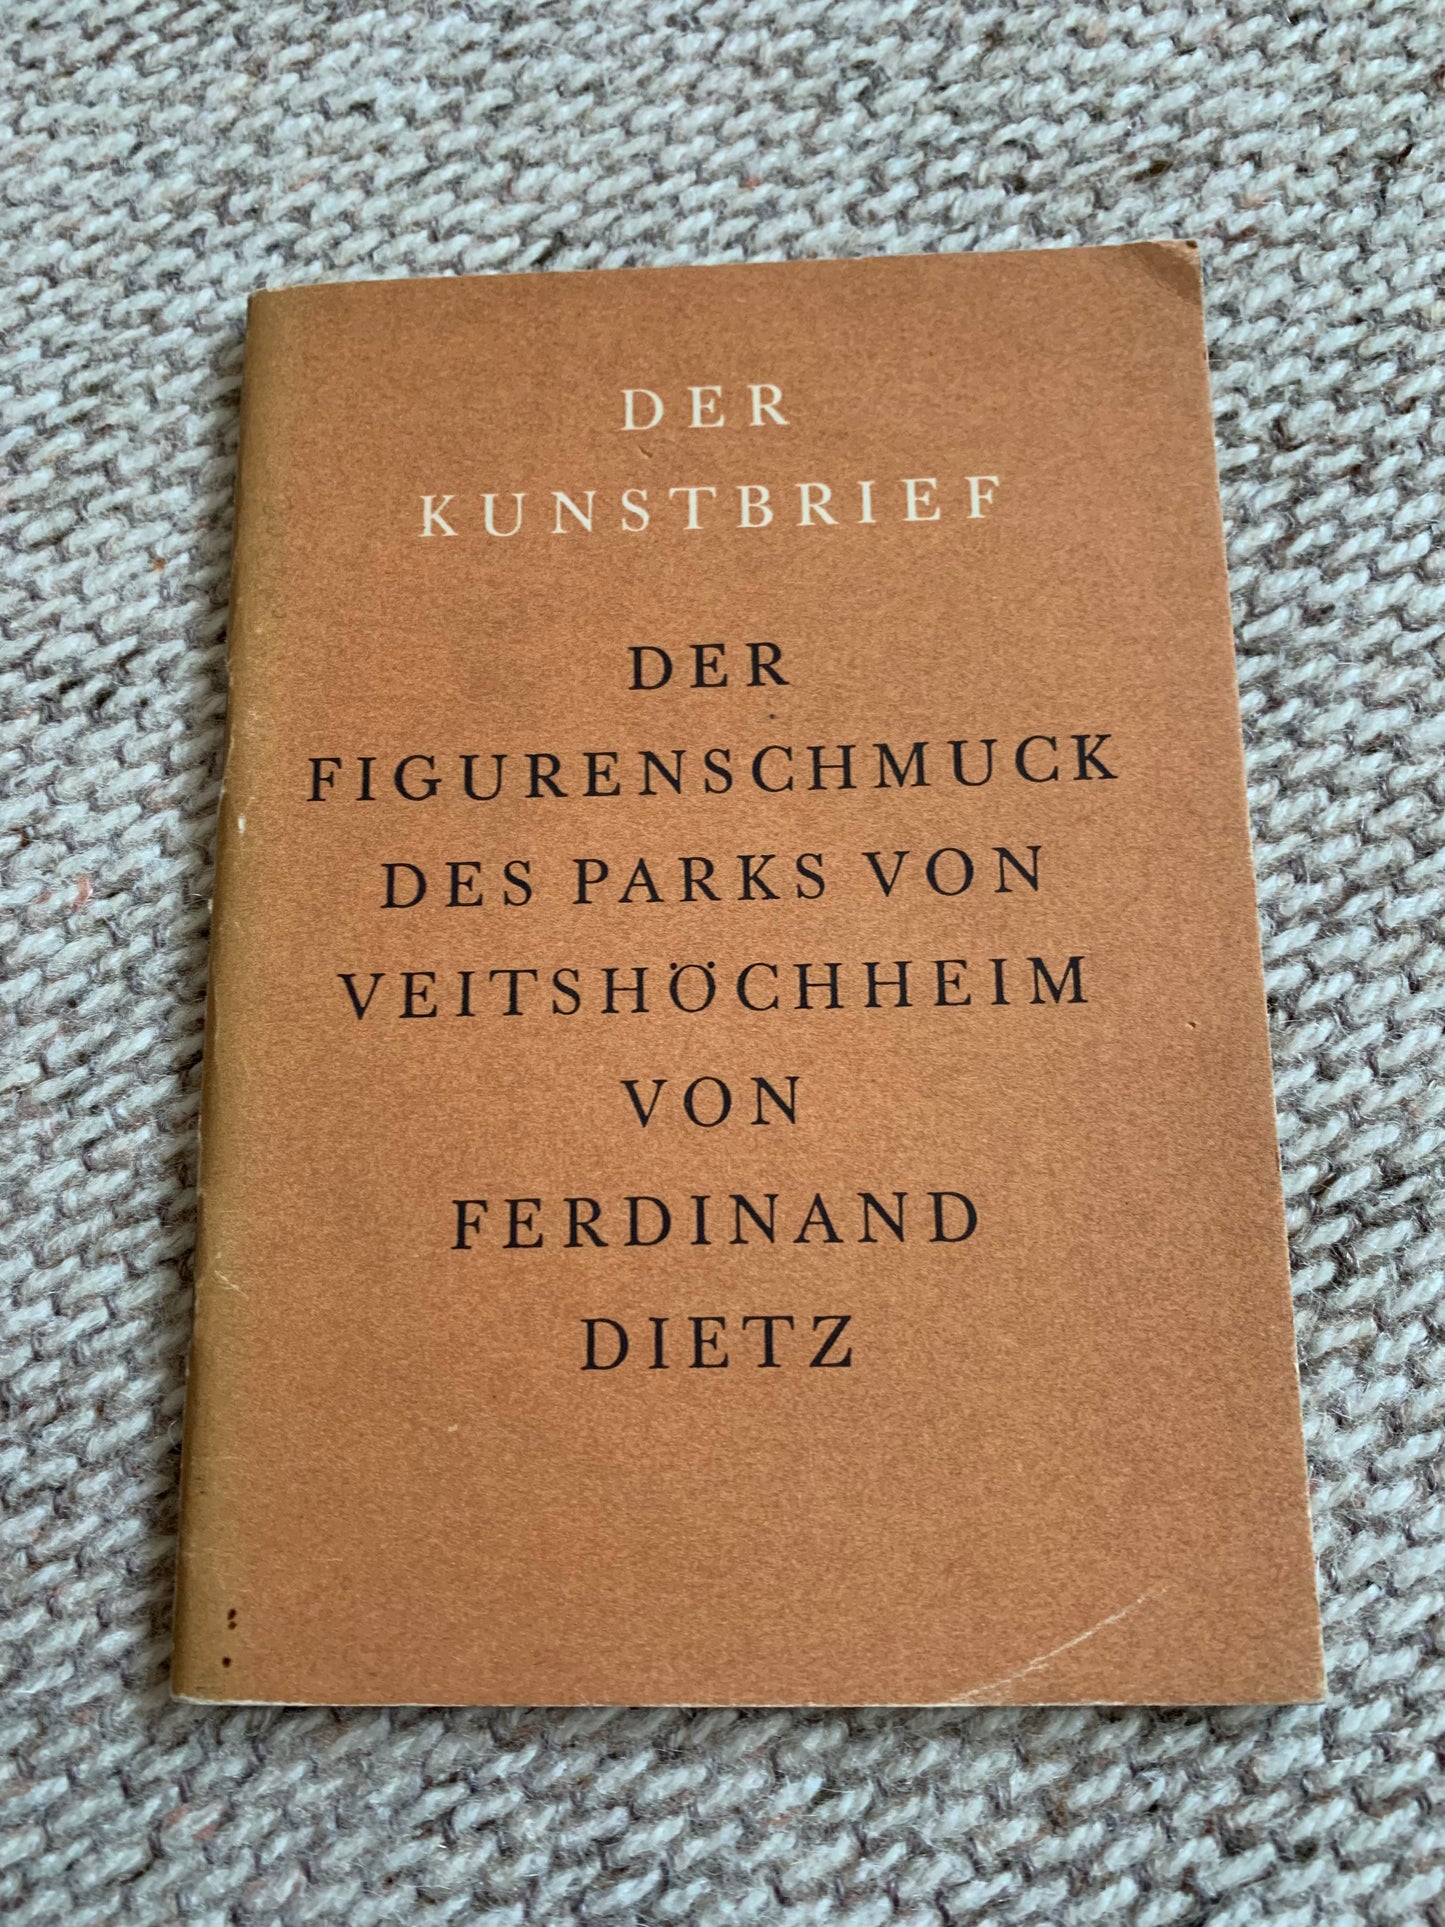 DER
KUNSTBRIEF
DER
FIGURENSCHMUCK
DES PARKS VON
VEITSHÖCHHEIM
VON
FERDINAND
DIETZ